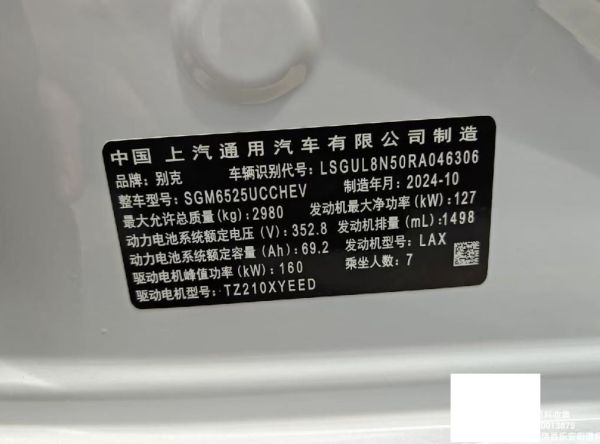 中国 上汽通用汽车有限公司制造
品牌：别克 车辆识别代号：LSGUL8N50RA046306
整车型号：SGM6525UCCHEV 制造年月：2024-10
最大允许总质量(kg)：2980 发动机最大净功率(kW)：127
动力电池系统额定电压(V)：352.8 发动机排量(mL)：1498
动力电池系统额定容量(Ah)：69.2 发动机型号：LAX
驱动电机峰值功率(kW)：160 乘坐人数：7
驱动电机型号：TZ210XYEED